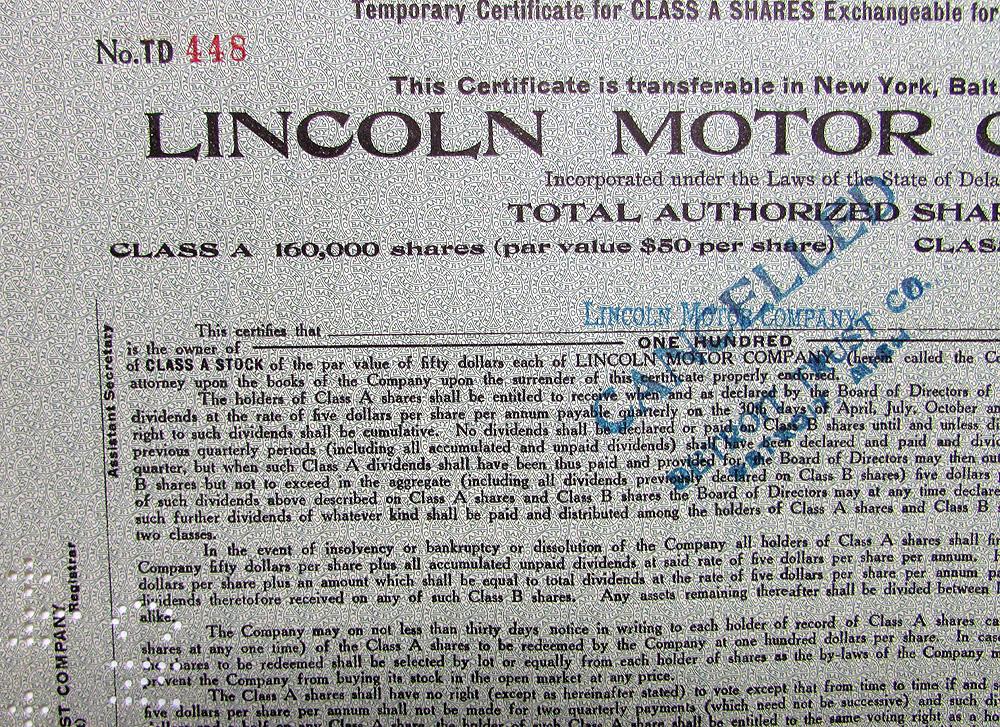 Temporary Certificate for CLASS A SHARES Exchangeable for
No.TD 448
This Certificate is transferable in New York, Balt
LINCOLN MOTOR C
Incorporated under the Laws of the State of Dela
TOTAL AUTHORIZED SHAR
CLASS A 160,000 shares (par value $50 per share) CLASS
CANCELLED
TRUST CO.
This certifies that LINCOLN MOTOR COMPANY
is the owner of ONE HUNDRED
of CLASS A STOCK of the par value of fifty dollars each of LINCOLN MOTOR COMPANY (herein called the Co
attorney upon the books of the Company upon the surrender of this certificate properly endorsed.
The holders of Class A shares shall be entitled to receive when and as declared by the Board of Directors of
dividends at the rate of five dollars per share per annum payable quarterly on the 30th days of April, July, October an
right to such dividends shall be cumulative. No dividends shall be declared or paid on Class B shares until and unless di
previous quarterly periods (including all accumulated and unpaid dividends) shall have been declared and paid and divi
quarter, but when such Class A dividends shall have been thus paid and provided for, the Board of Directors may then out
B shares but not to exceed in the aggregate (including all dividends previously declared on Class B shares) five dollars
of such dividends above described on Class A shares and Class B shares the Board of Directors may at any time declare
such further dividends of whatever kind shall be paid and distributed among the holders of Class A shares and Class B
two classes.
In the event of insolvency or bankruptcy or dissolution of the Company all holders of Class A shares shall fir
Company fifty dollars per share plus all accumulated unpaid dividends at said rate of five dollars per share per annum.
dollars per share plus an amount which shall be equal to total dividends at the rate of five dollars per share per annum p
dividends theretofore received on any of such Class B shares. Any assets remaining thereafter shall be divided between
alike.
The Company may on not less than thirty days notice in writing to each holder of record of Class A shares ca
shares at any one time) of the Class A shares to be redeemed by the Company at one hundred dollars per share. In cas
shares to be redeemed shall be selected by lot or equally from each holder of shares as the by-laws of the Company m
prevent the Company from buying its stock in the open market at any price.
The Class A shares shall have no right (except as hereinafter stated) to vote except that from time to time if and
five dollars per share per annum shall not be made for two quarterly payments (which need not be successive) and such d
Class A share the holder of such Class A shares shall be entitled to the same voting
Assistant Secretary
Registrar
ST COMPANY